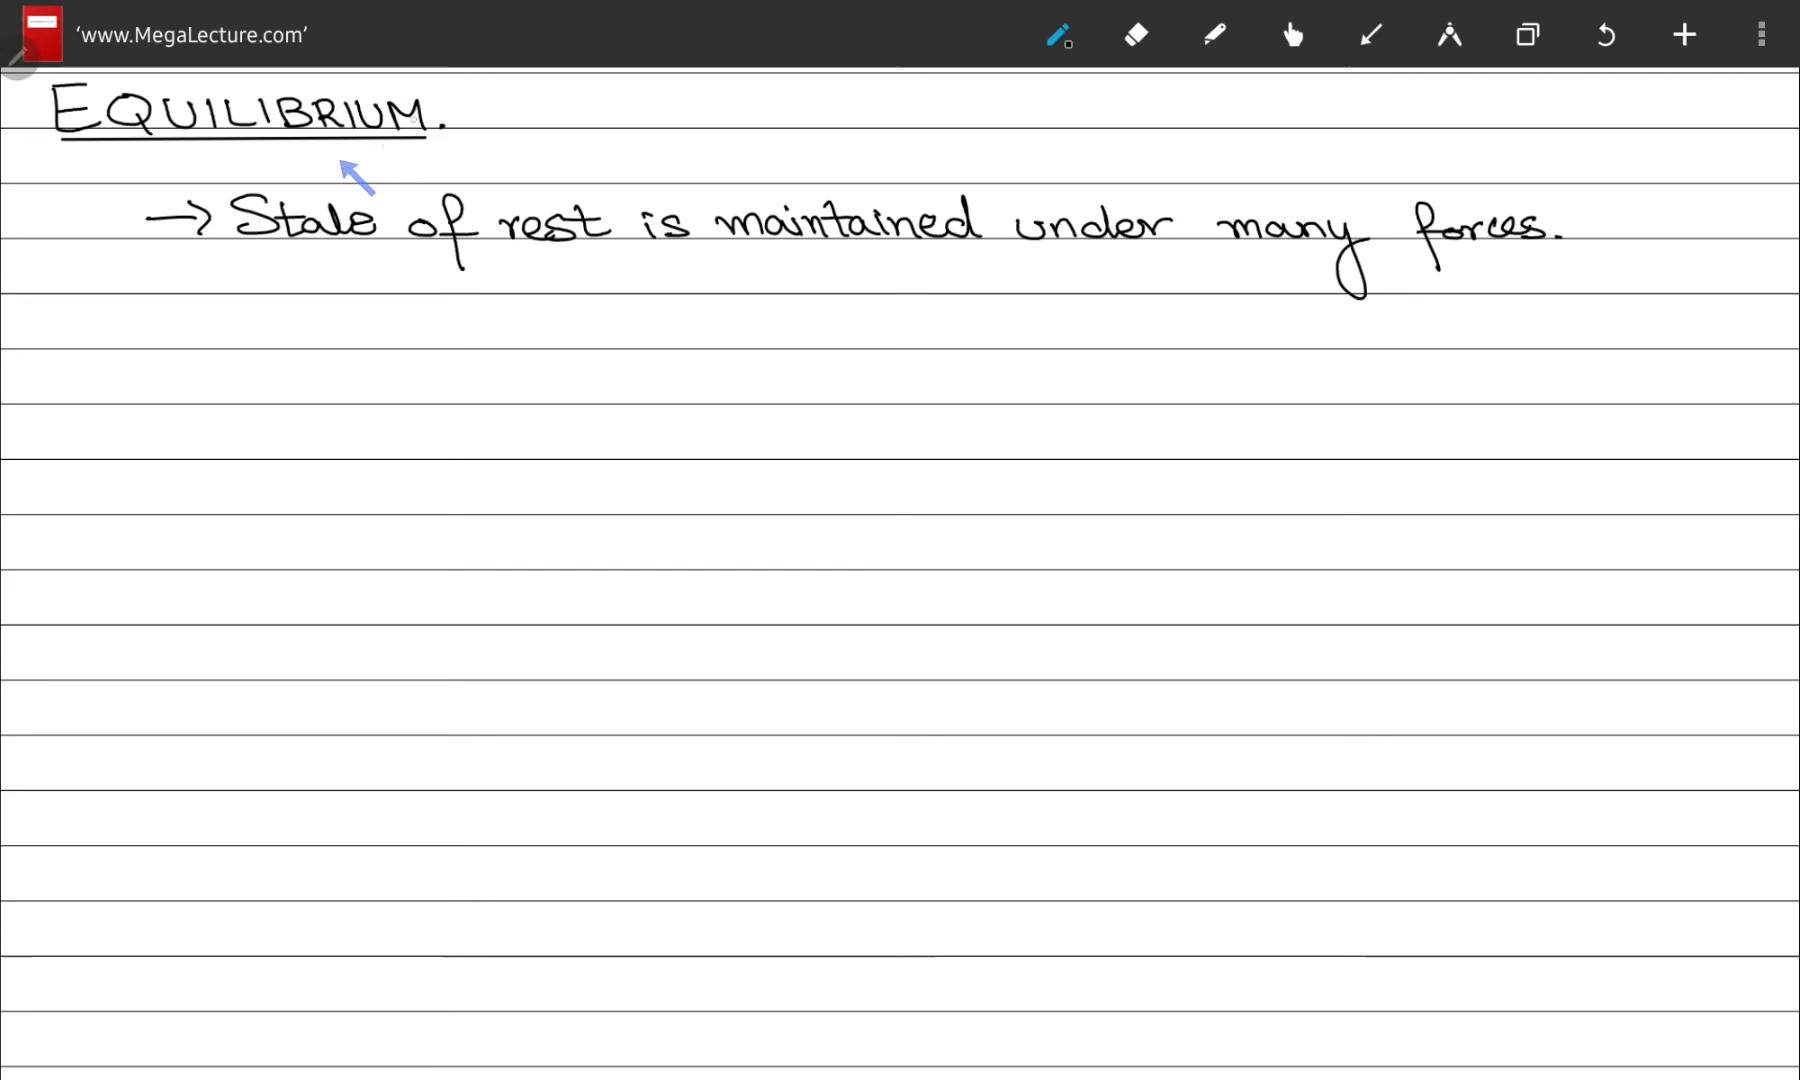 ‘www.MegaLecture.com’
EQUILIBRIUM.
→ State of rest is maintained under many forces.